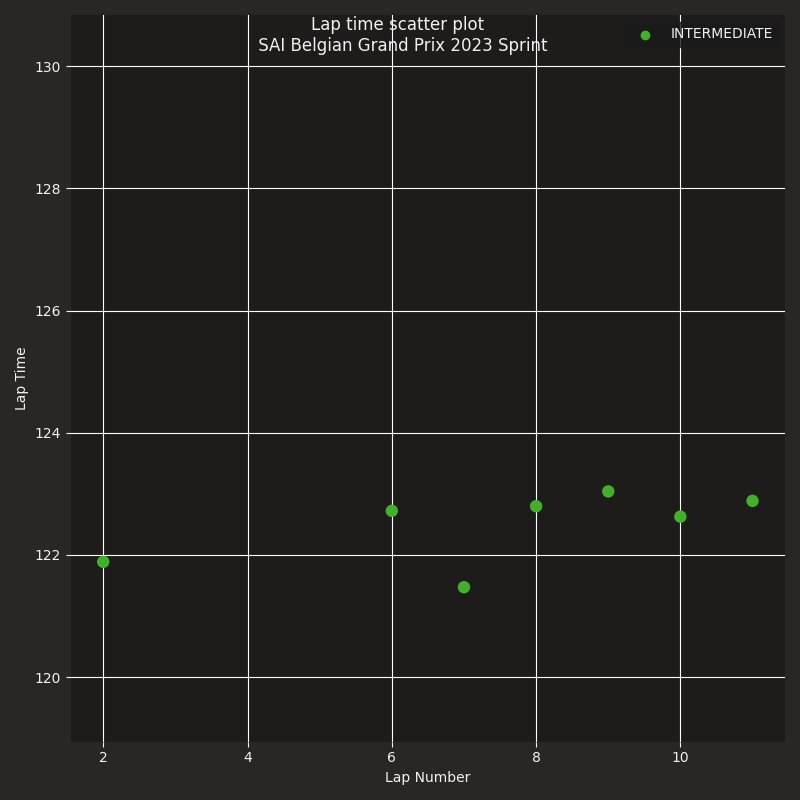 Lap time scatter plot
SAI Belgian Grand Prix 2023 Sprint
INTERMEDIATE
130
128
126
124
122
120
Lap Time
2 4 6 8 10
Lap Number